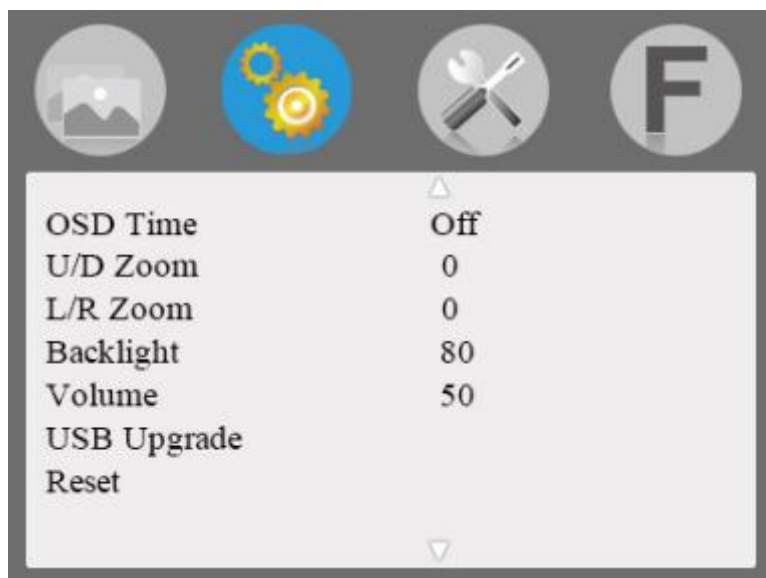 F
OSD Time Off
U/D Zoom 0
L/R Zoom 0
Backlight 80
Volume 50
USB Upgrade
Reset